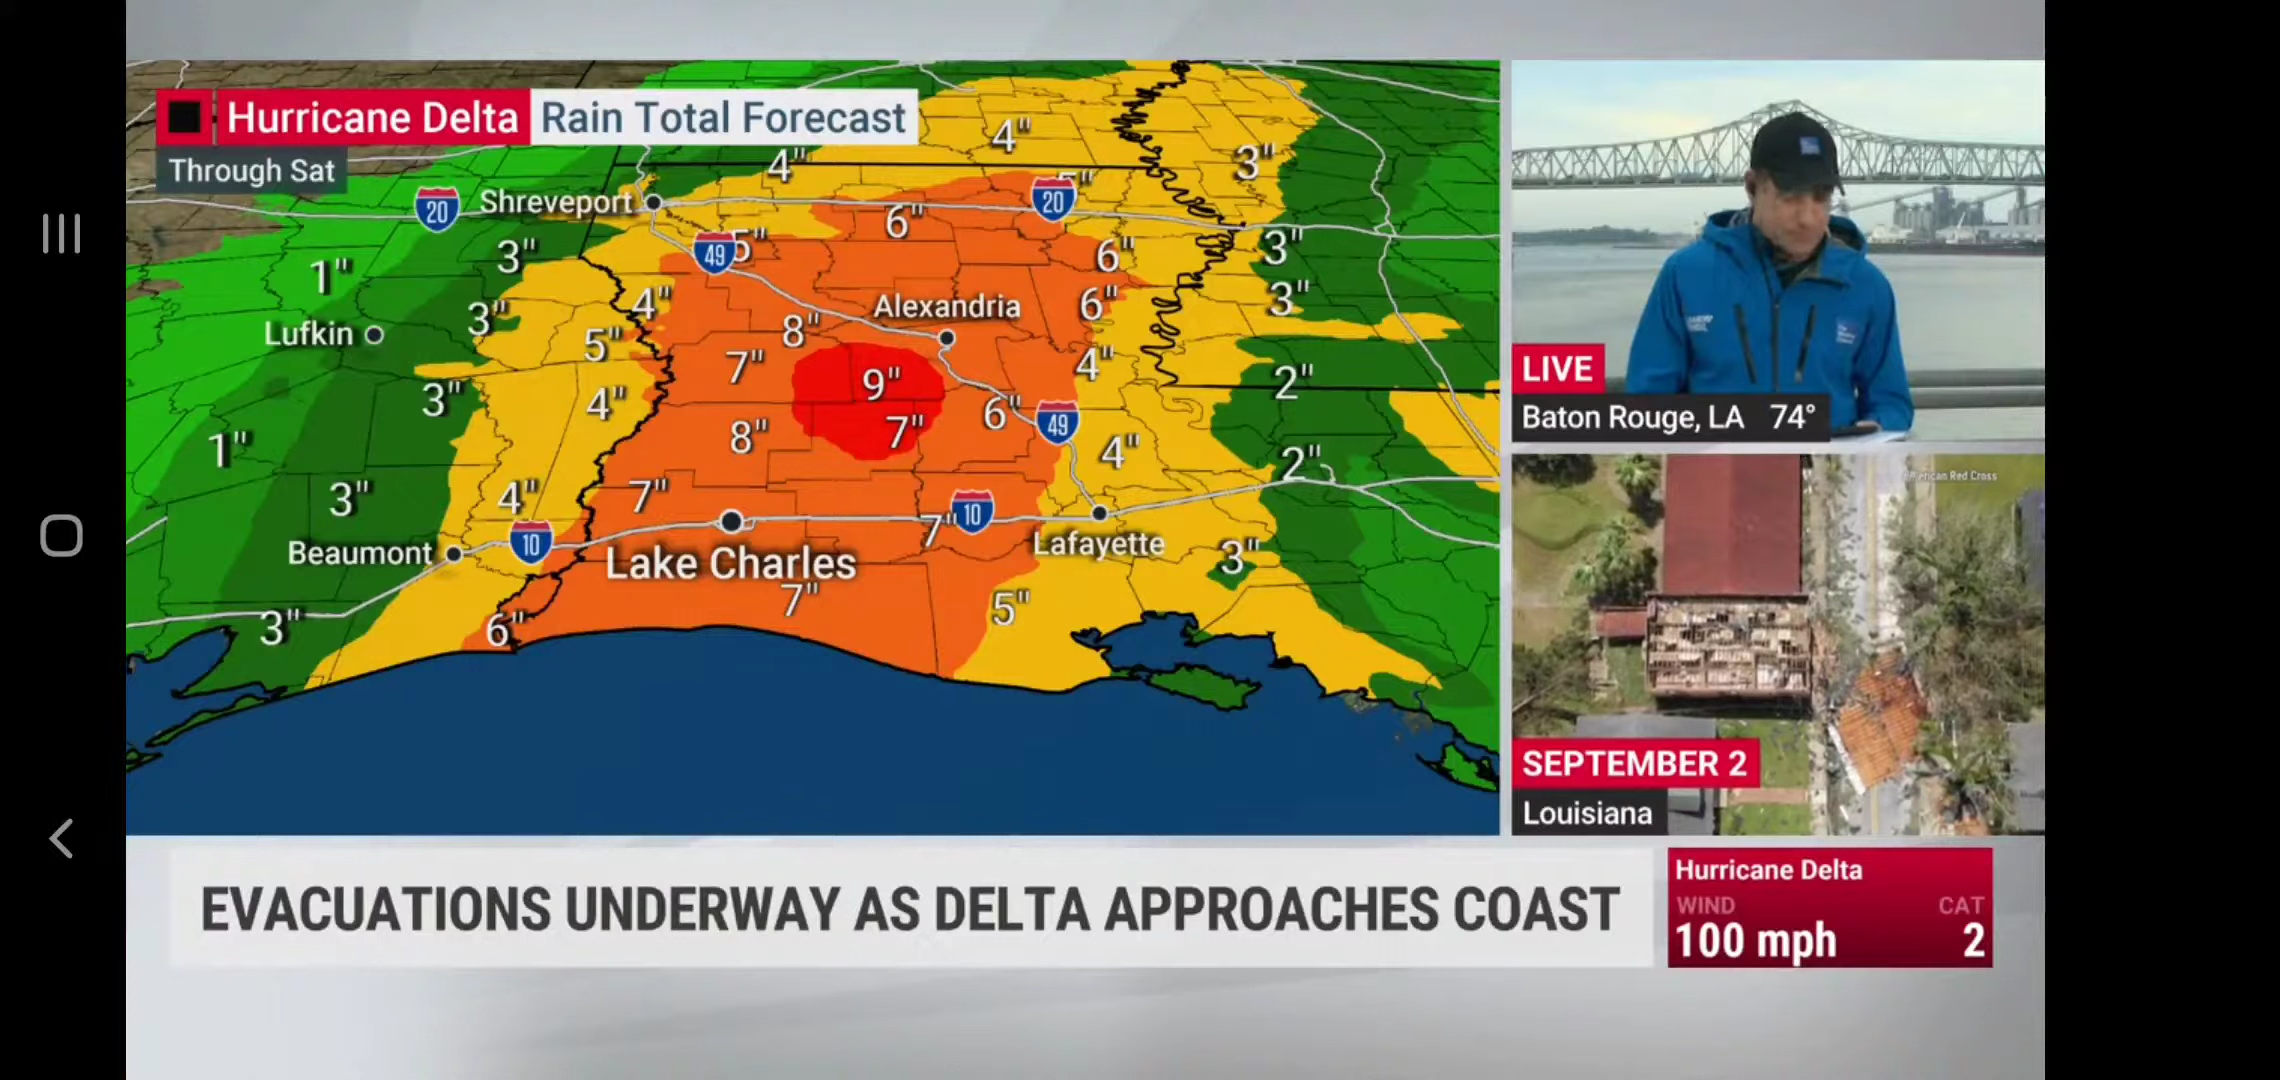 Hurricane Delta Rain Total Forecast
Through Sat
4"
4"
3"
20
Shreveport
5"
20
6"
3"
49
5"
6"
3"
1"
4"
6"
3"
Alexandria
3"
Lufkin
5"
8"
7"
4"
9"
2"
3"
4"
6"
49
1"
8"
7"
4"
2"
3"
4"
7"
10
7"
10
Beaumont
Lake Charles
Lafayette
3"
7"
5"
3"
6"
LIVE
Baton Rouge, LA 74°
American Red Cross
SEPTEMBER 2
Louisiana
EVACUATIONS UNDERWAY AS DELTA APPROACHES COAST
Hurricane Delta
WIND CAT
100 mph 2